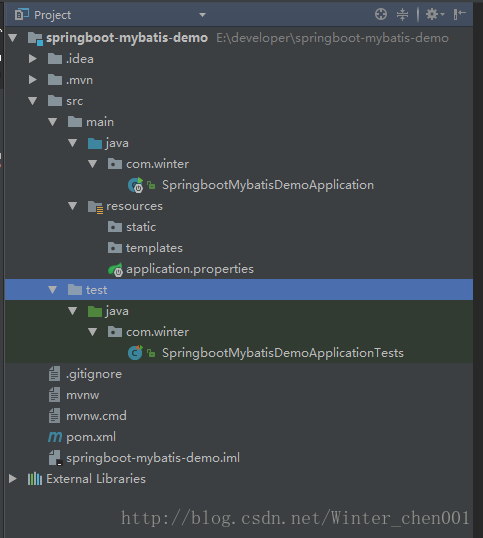 Project
springboot-mybatis-demo E:\developer\springboot-mybatis-demo
.idea
.mvn
src
main
java
com.winter
SpringbootMybatisDemoApplication
resources
static
templates
application.properties
test
java
com.winter
SpringbootMybatisDemoApplicationTests
.gitignore
mvnw
mvnw.cmd
m pom.xml
springboot-mybatis-demo.iml
External Libraries
http://blog.csdn.net/Winter_chen001